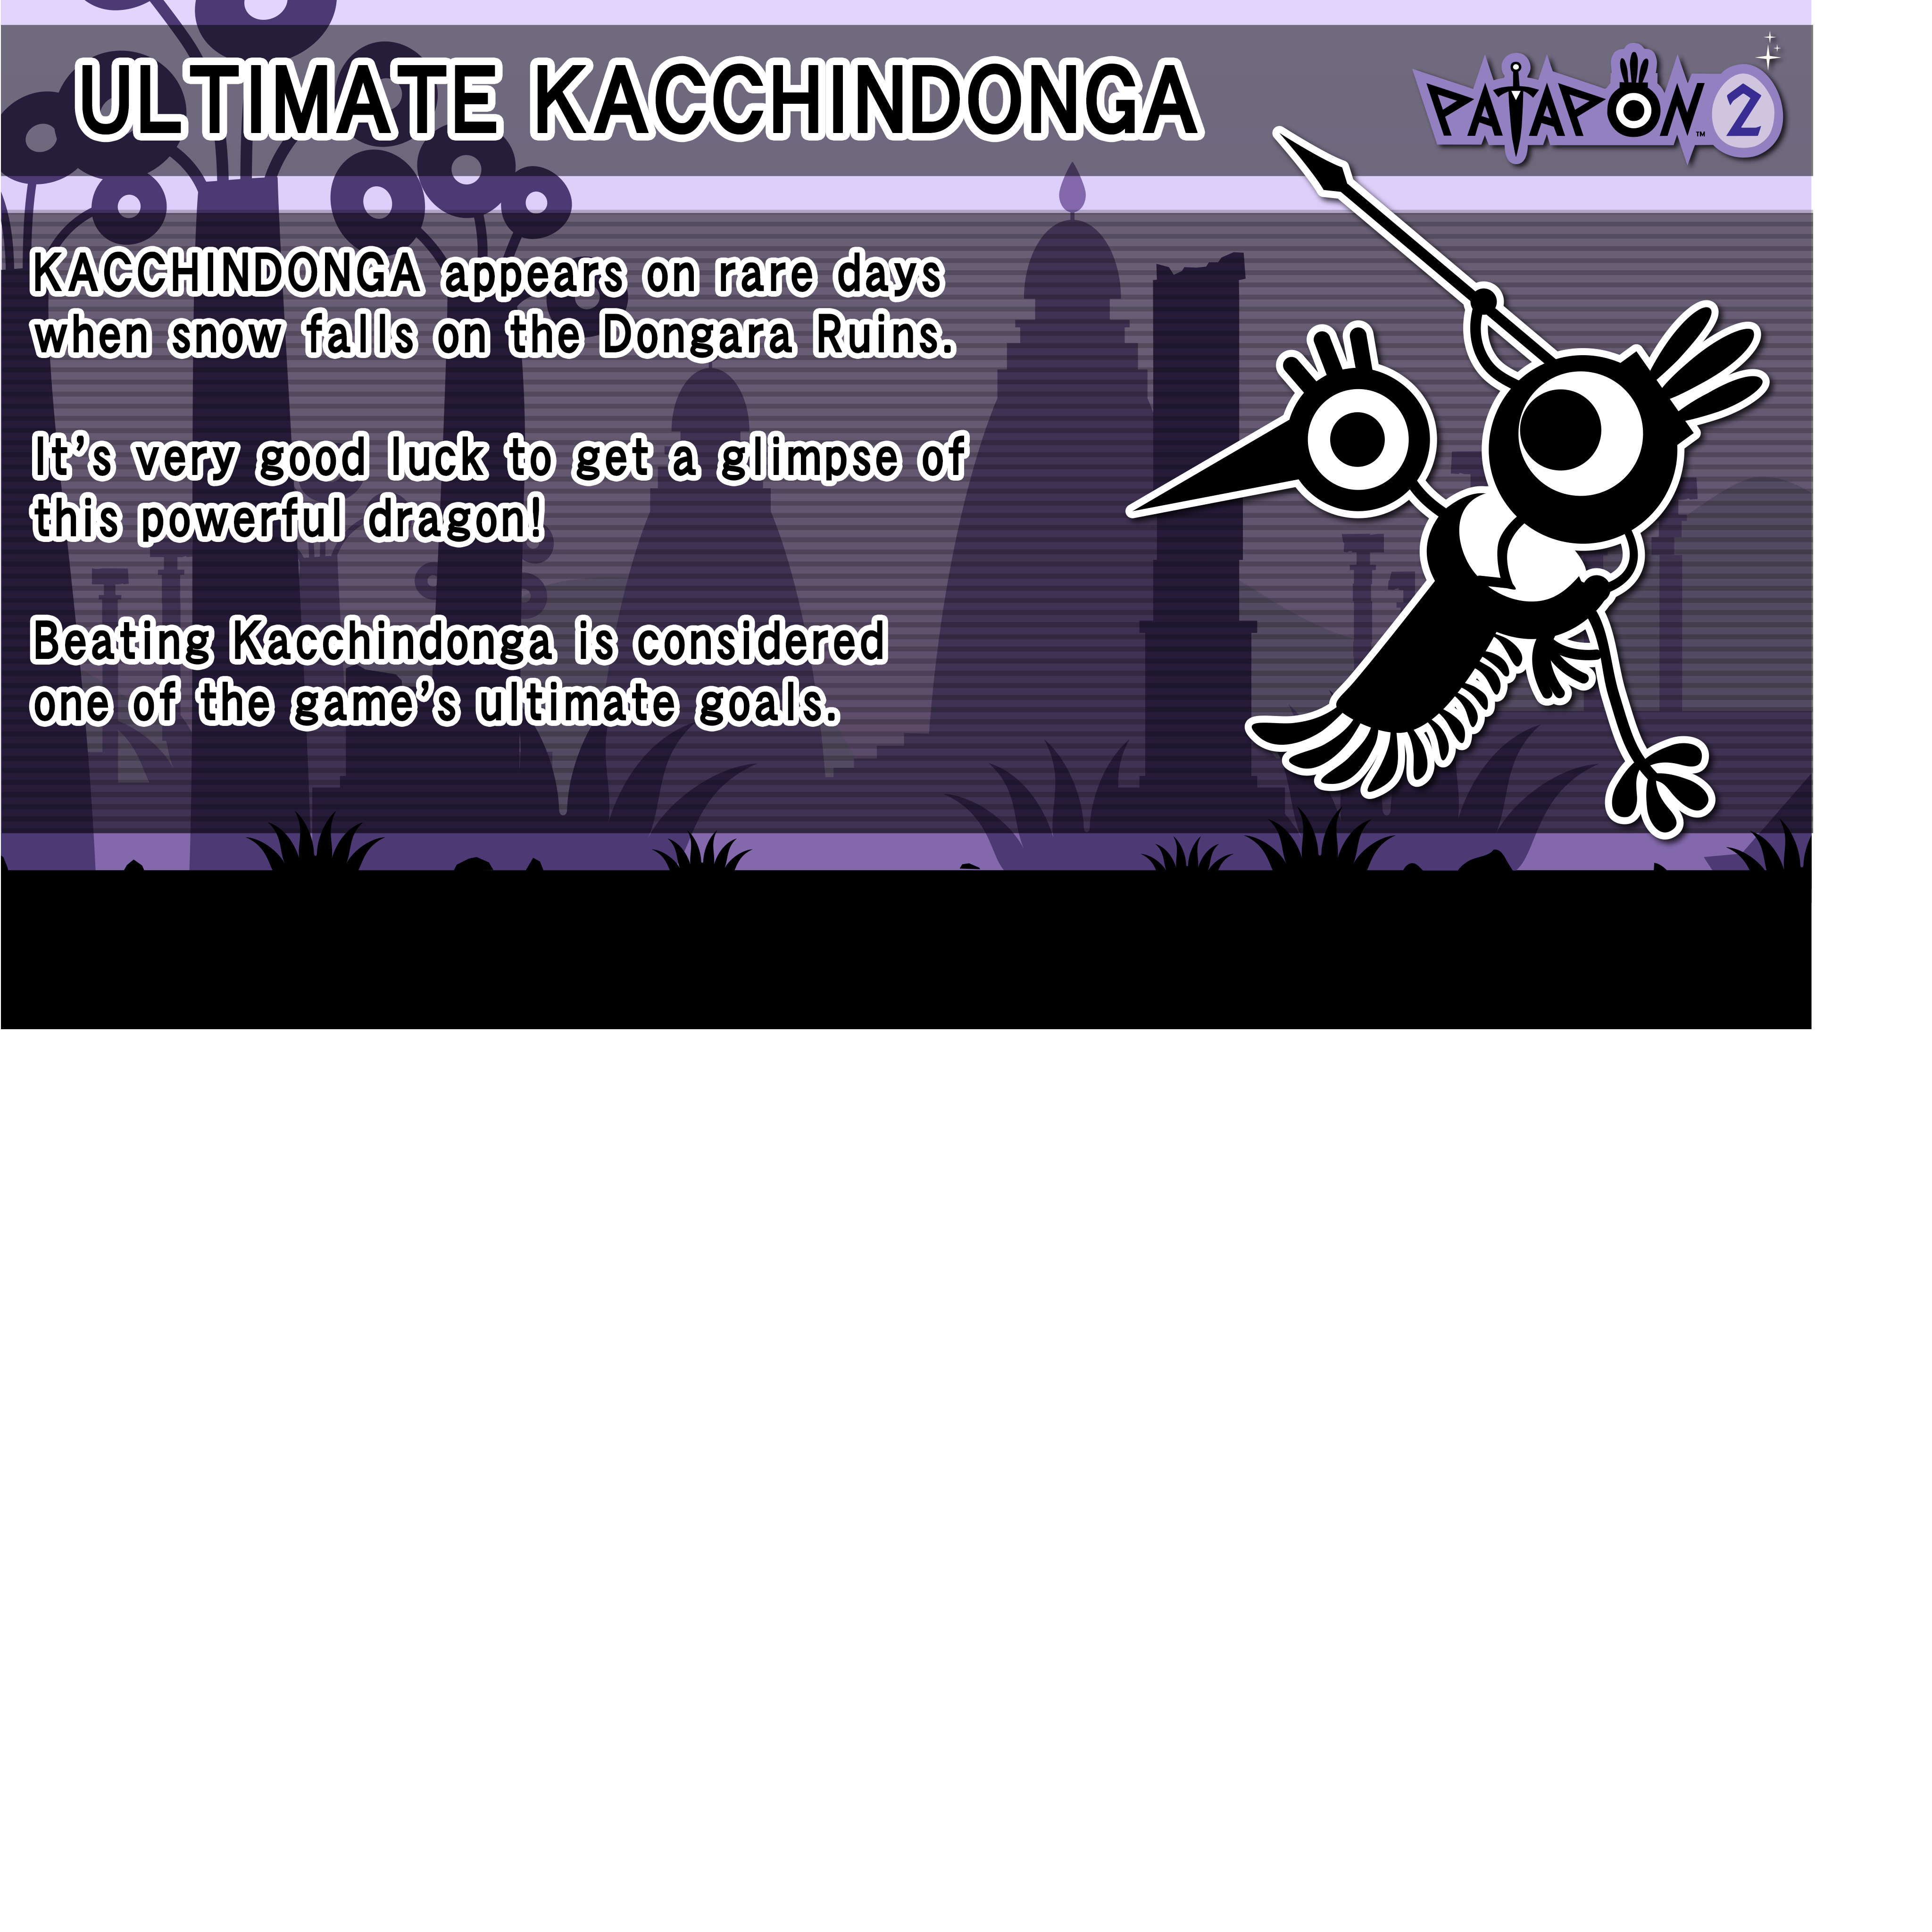 ULTIMATE KACCHINDONGA
PATAPON™ 2
KACCHINDONGA appears on rare days
when snow falls on the Dongara Ruins.
It's very good luck to get a glimpse of
this powerful dragon!
Beating Kacchindonga is considered
one of the game's ultimate goals.